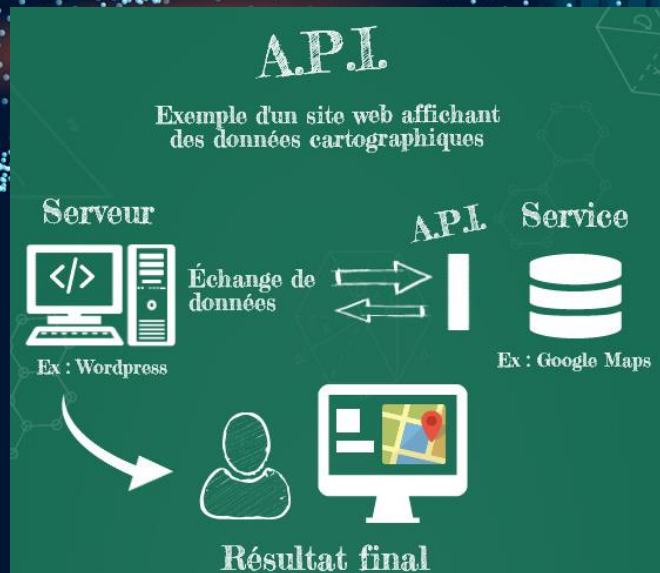 A.P.I.
Exemple d'un site web affichant
des données cartographiques
Serveur
A.P.I.
Service
</>
Échange de
données
Ex : Wordpress
Ex : Google Maps
Résultat final